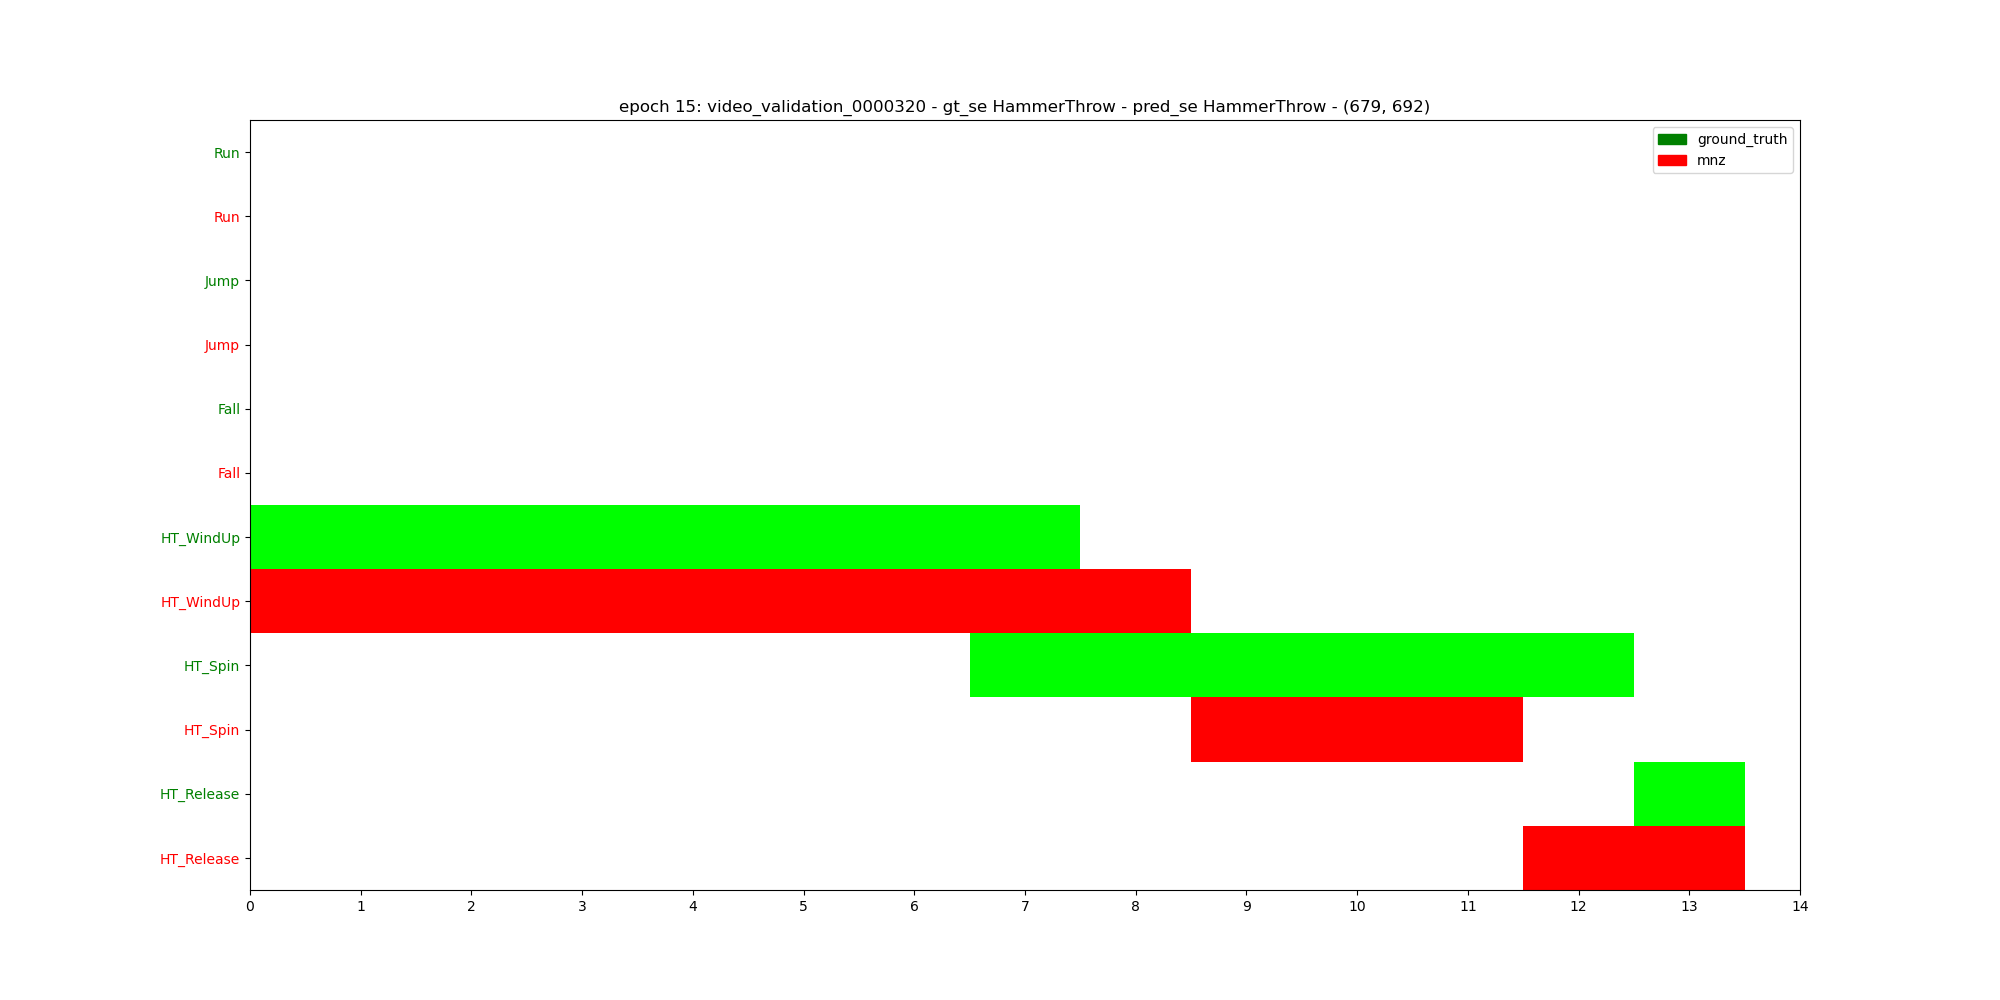 epoch 15: video_validation_0000320 - gt_se HammerThrow - pred_se HammerThrow - (679, 692)
ground_truth
mnz
Run
Run
Jump
Jump
Fall
Fall
HT_WindUp
HT_WindUp
HT_Spin
HT_Spin
HT_Release
HT_Release
0 1 2 3 4 5 6 7 8 9 10 11 12 13 14